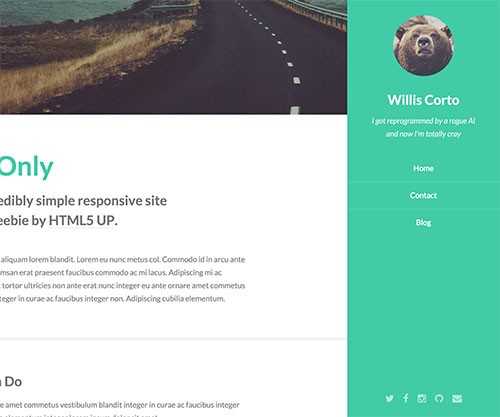 Only
edibly simple responsive site
eebie by HTML5 UP.
aliquam lorem blandit. Lorem eu nunc metus col. Commodo id in arcu ante
msan erat praesent faucibus commodo ac mi lacus. Adipiscing mi ac
tortor ultricies non ante erat nunc integer eu ante ornare amet commetus
nteger in curae ac faucibus integer non. Adipiscing cubilia elementum.
Do
e amet commetus vestibulum blandit integer in curae ac faucibus integer
Willis Corto
I got reprogrammed by a rogue AI
and now I'm totally cray
Home
Contact
Blog